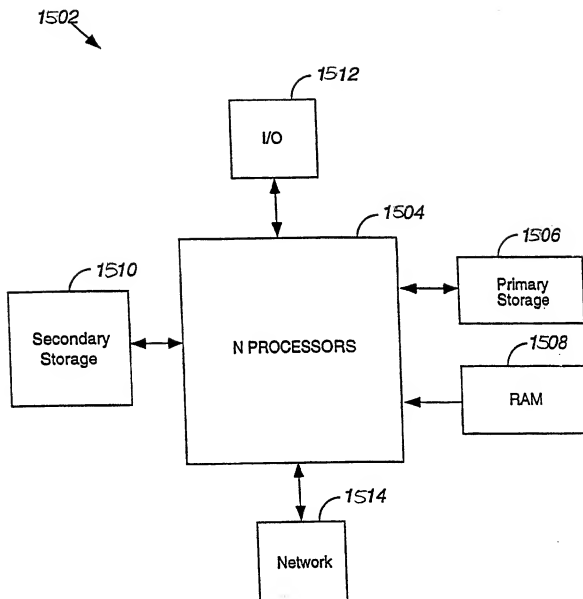 1502
1512
I/O
1504
1506
1510
Primary
Storage
Secondary
Storage
N PROCESSORS
1508
RAM
1514
Network